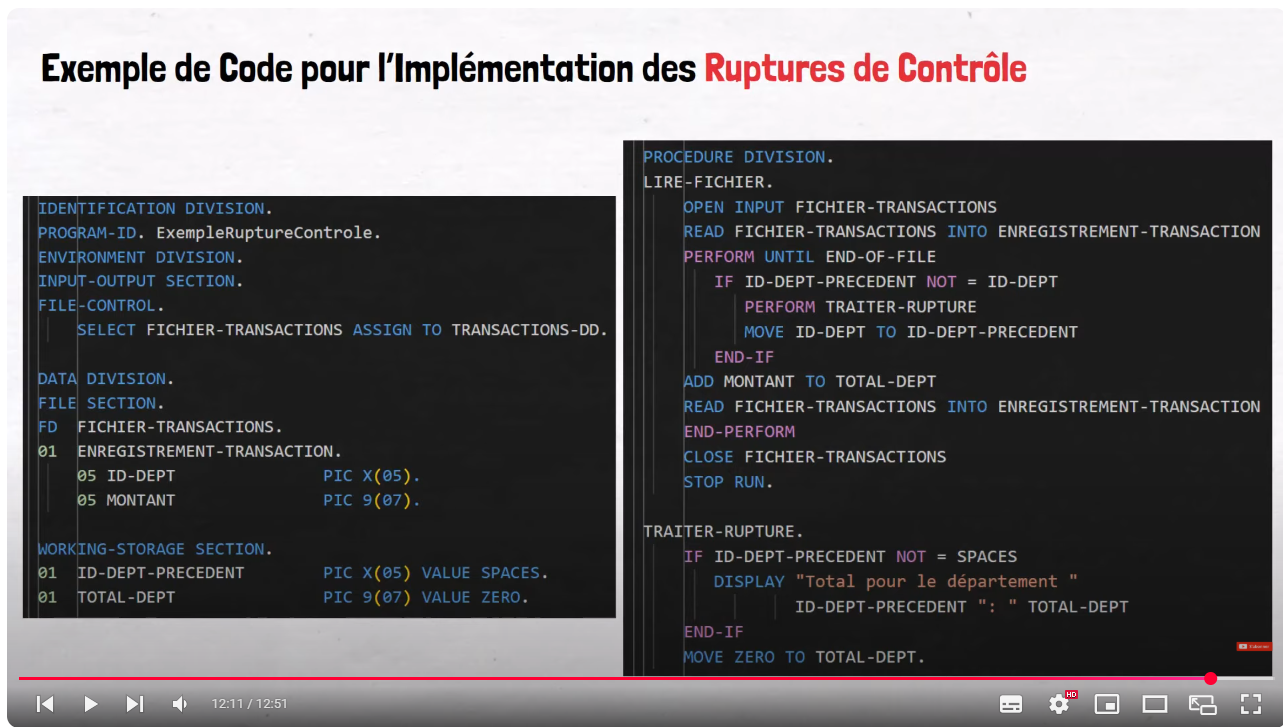 Exemple de Code pour l'Implémentation des Ruptures de Contrôle
IDENTIFICATION DIVISION.
PROGRAM-ID. ExempleRuptureControle.
ENVIRONMENT DIVISION.
INPUT-OUTPUT SECTION.
FILE-CONTROL.
SELECT FICHIER-TRANSACTIONS ASSIGN TO TRANSACTIONS-DD.
DATA DIVISION.
FILE SECTION.
FD FICHIER-TRANSACTIONS.
01 ENREGISTREMENT-TRANSACTION.
05 ID-DEPT PIC X(05).
05 MONTANT PIC 9(07).
WORKING-STORAGE SECTION.
01 ID-DEPT-PRECEDENT PIC X(05) VALUE SPACES.
01 TOTAL-DEPT PIC 9(07) VALUE ZERO.
PROCEDURE DIVISION.
LIRE-FICHIER.
OPEN INPUT FICHIER-TRANSACTIONS
READ FICHIER-TRANSACTIONS INTO ENREGISTREMENT-TRANSACTION
PERFORM UNTIL END-OF-FILE
IF ID-DEPT-PRECEDENT NOT = ID-DEPT
PERFORM TRAITER-RUPTURE
MOVE ID-DEPT TO ID-DEPT-PRECEDENT
END-IF
ADD MONTANT TO TOTAL-DEPT
READ FICHIER-TRANSACTIONS INTO ENREGISTREMENT-TRANSACTION
END-PERFORM
CLOSE FICHIER-TRANSACTIONS
STOP RUN.
TRAITER-RUPTURE.
IF ID-DEPT-PRECEDENT NOT = SPACES
DISPLAY "Total pour le département "
ID-DEPT-PRECEDENT ": " TOTAL-DEPT
END-IF
MOVE ZERO TO TOTAL-DEPT.
12:11 / 12:51
HD